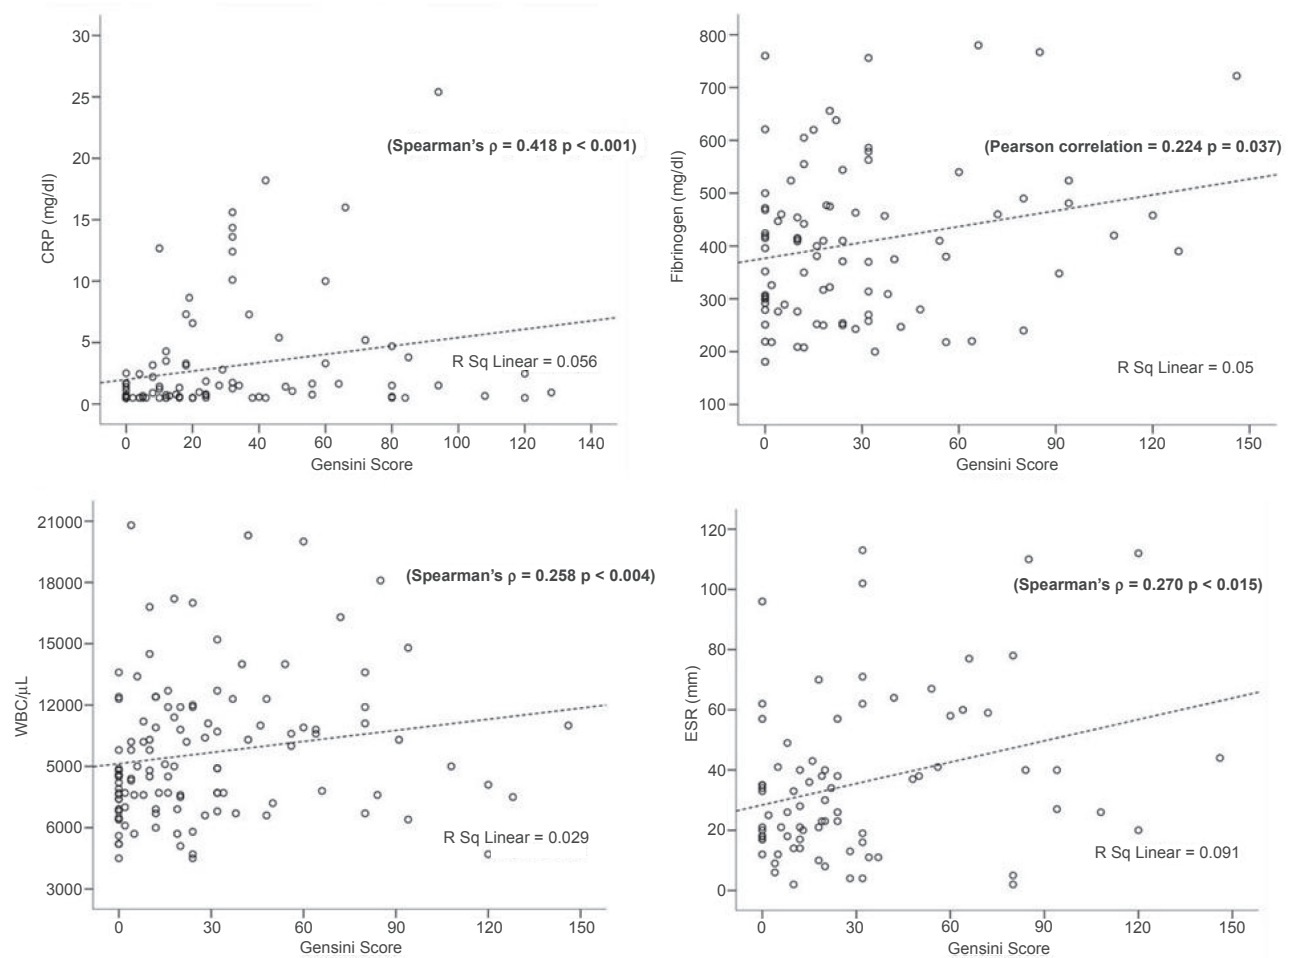 30
25
20
15
10
5
0
CRP (mg/dl)
(Spearman's ρ = 0.418 p < 0.001)
R Sq Linear = 0.056
0 20 40 60 80 100 120 140
Gensini Score
800
700
600
500
400
300
200
100
Fibrinogen (mg/dl)
(Pearson correlation = 0.224 p = 0.037)
R Sq Linear = 0.05
0 30 60 90 120 150
Gensini Score
21000
18000
15000
12000
5000
6000
3000
WBC/μL
(Spearman's ρ = 0.258 p < 0.004)
R Sq Linear = 0.029
0 30 60 90 120 150
Gensini Score
120
100
80
60
40
20
0
ESR (mm)
(Spearman's ρ = 0.270 p < 0.015)
R Sq Linear = 0.091
0 30 60 90 120 150
Gensini Score